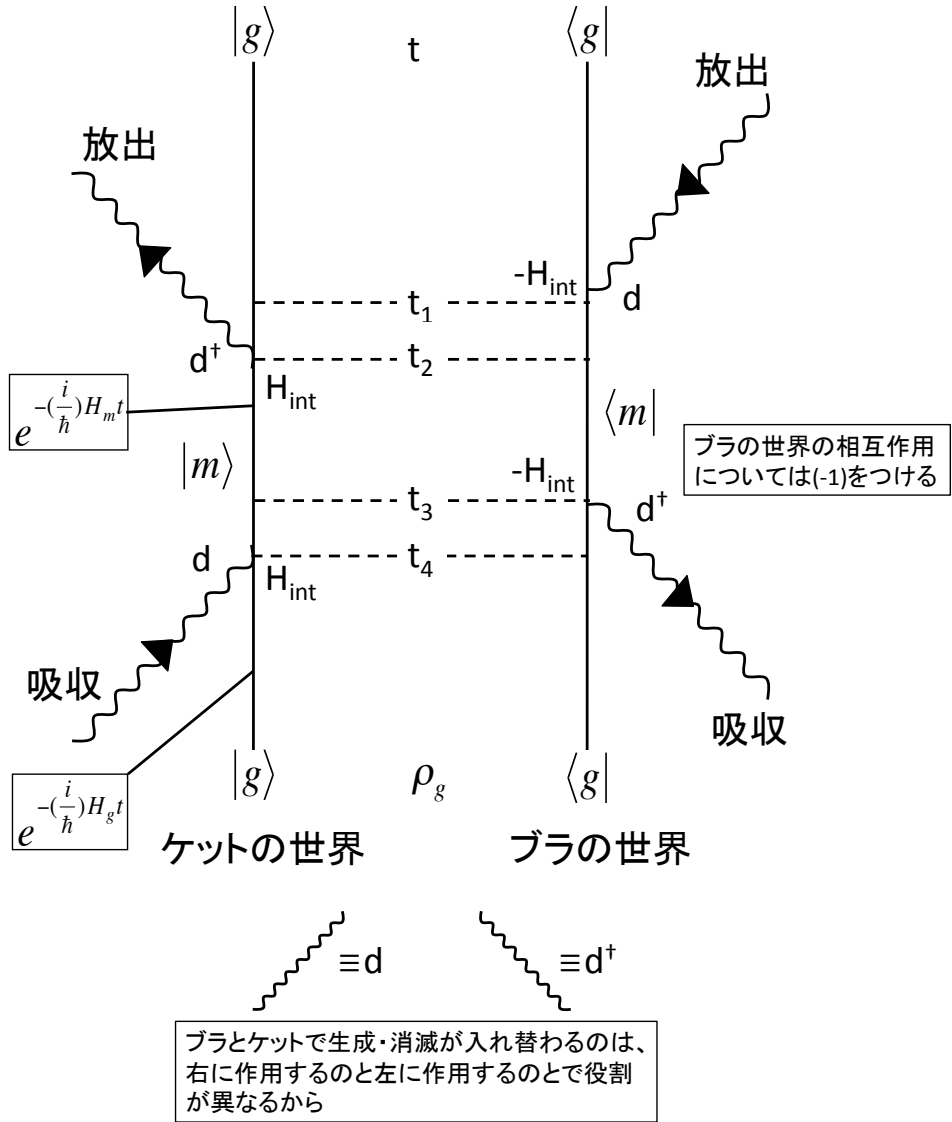 |g⟩ t ⟨g|
放出
放出
-H_int
t₁ d
d† t₂
H_int
e^{-(i/ħ)H_m t}
⟨m|
|m⟩
ブラの世界の相互作用
については(-1)をつける
-H_int
t₃ d†
d t₄
H_int
吸収
吸収
|g⟩ ρ_g ⟨g|
e^{-(i/ħ)H_g t}
ケットの世界 ブラの世界
≡d ≡d†
ブラとケットで生成・消滅が入れ替わるのは、
右に作用するのと左に作用するのとで役割
が異なるから